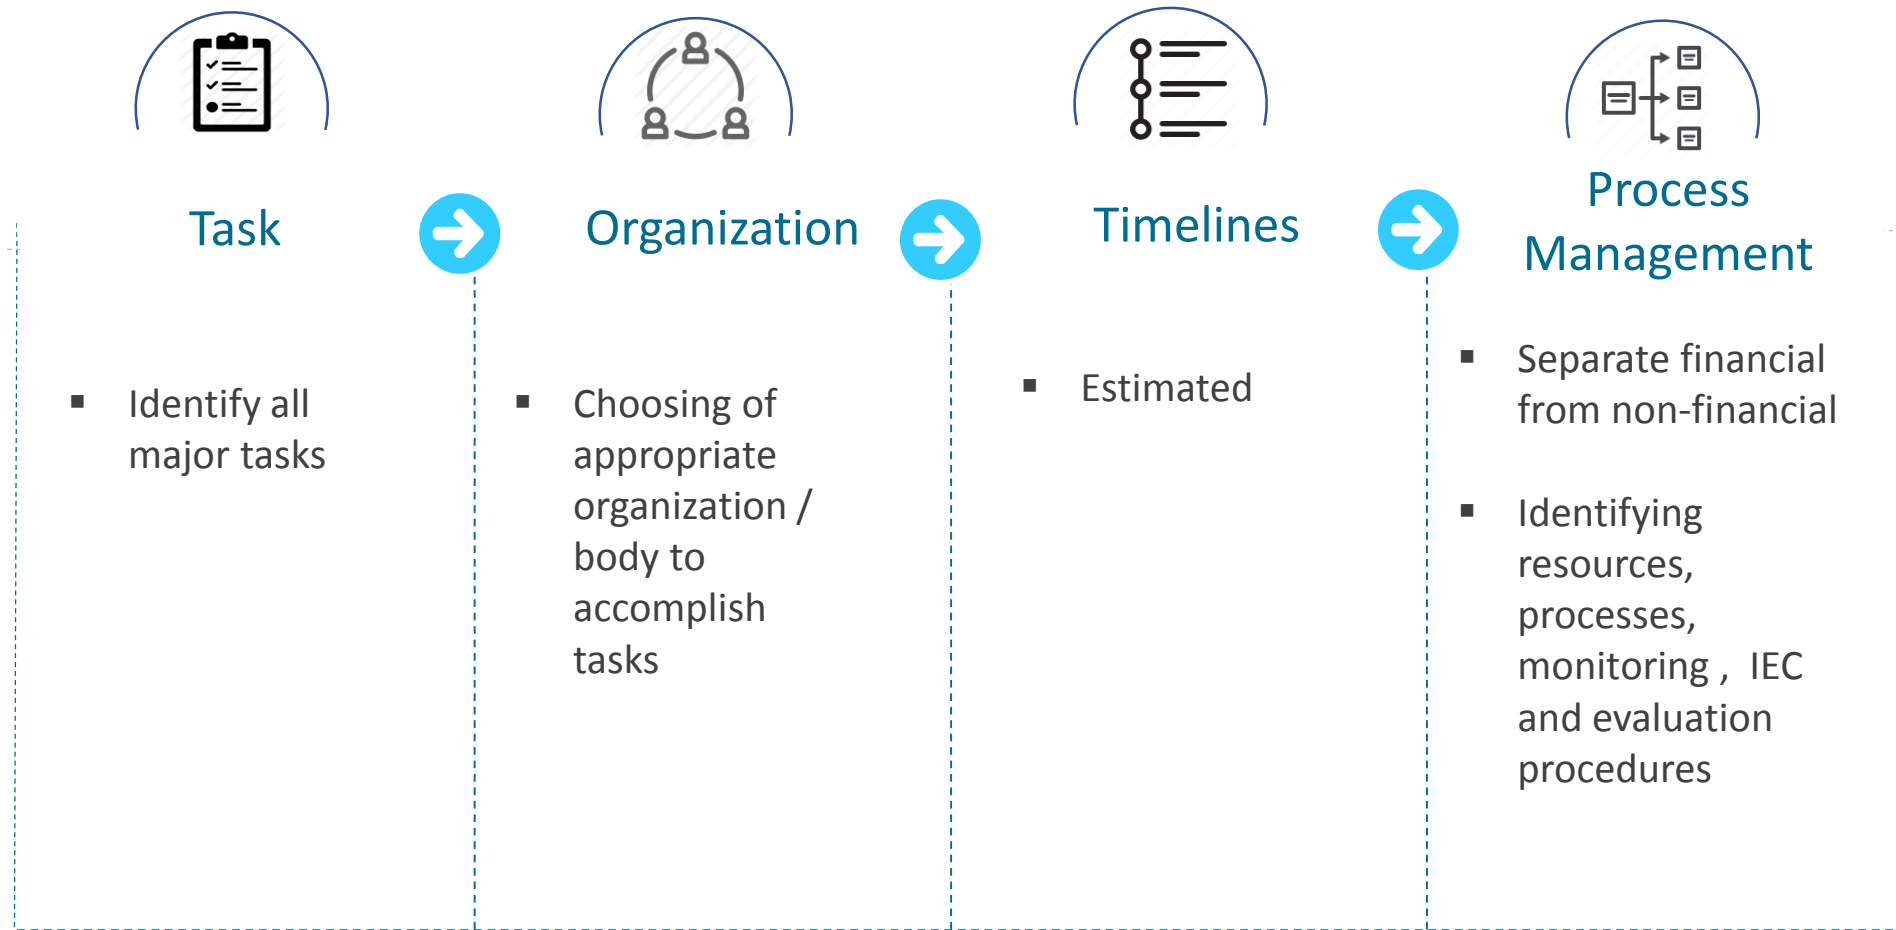 Task
Organization
Timelines
Process
Management
▪ Identify all
major tasks
▪ Choosing of
appropriate
organization /
body to
accomplish
tasks
▪ Estimated
▪ Separate financial
from non-financial
▪ Identifying
resources,
processes,
monitoring ,  IEC
and evaluation
procedures